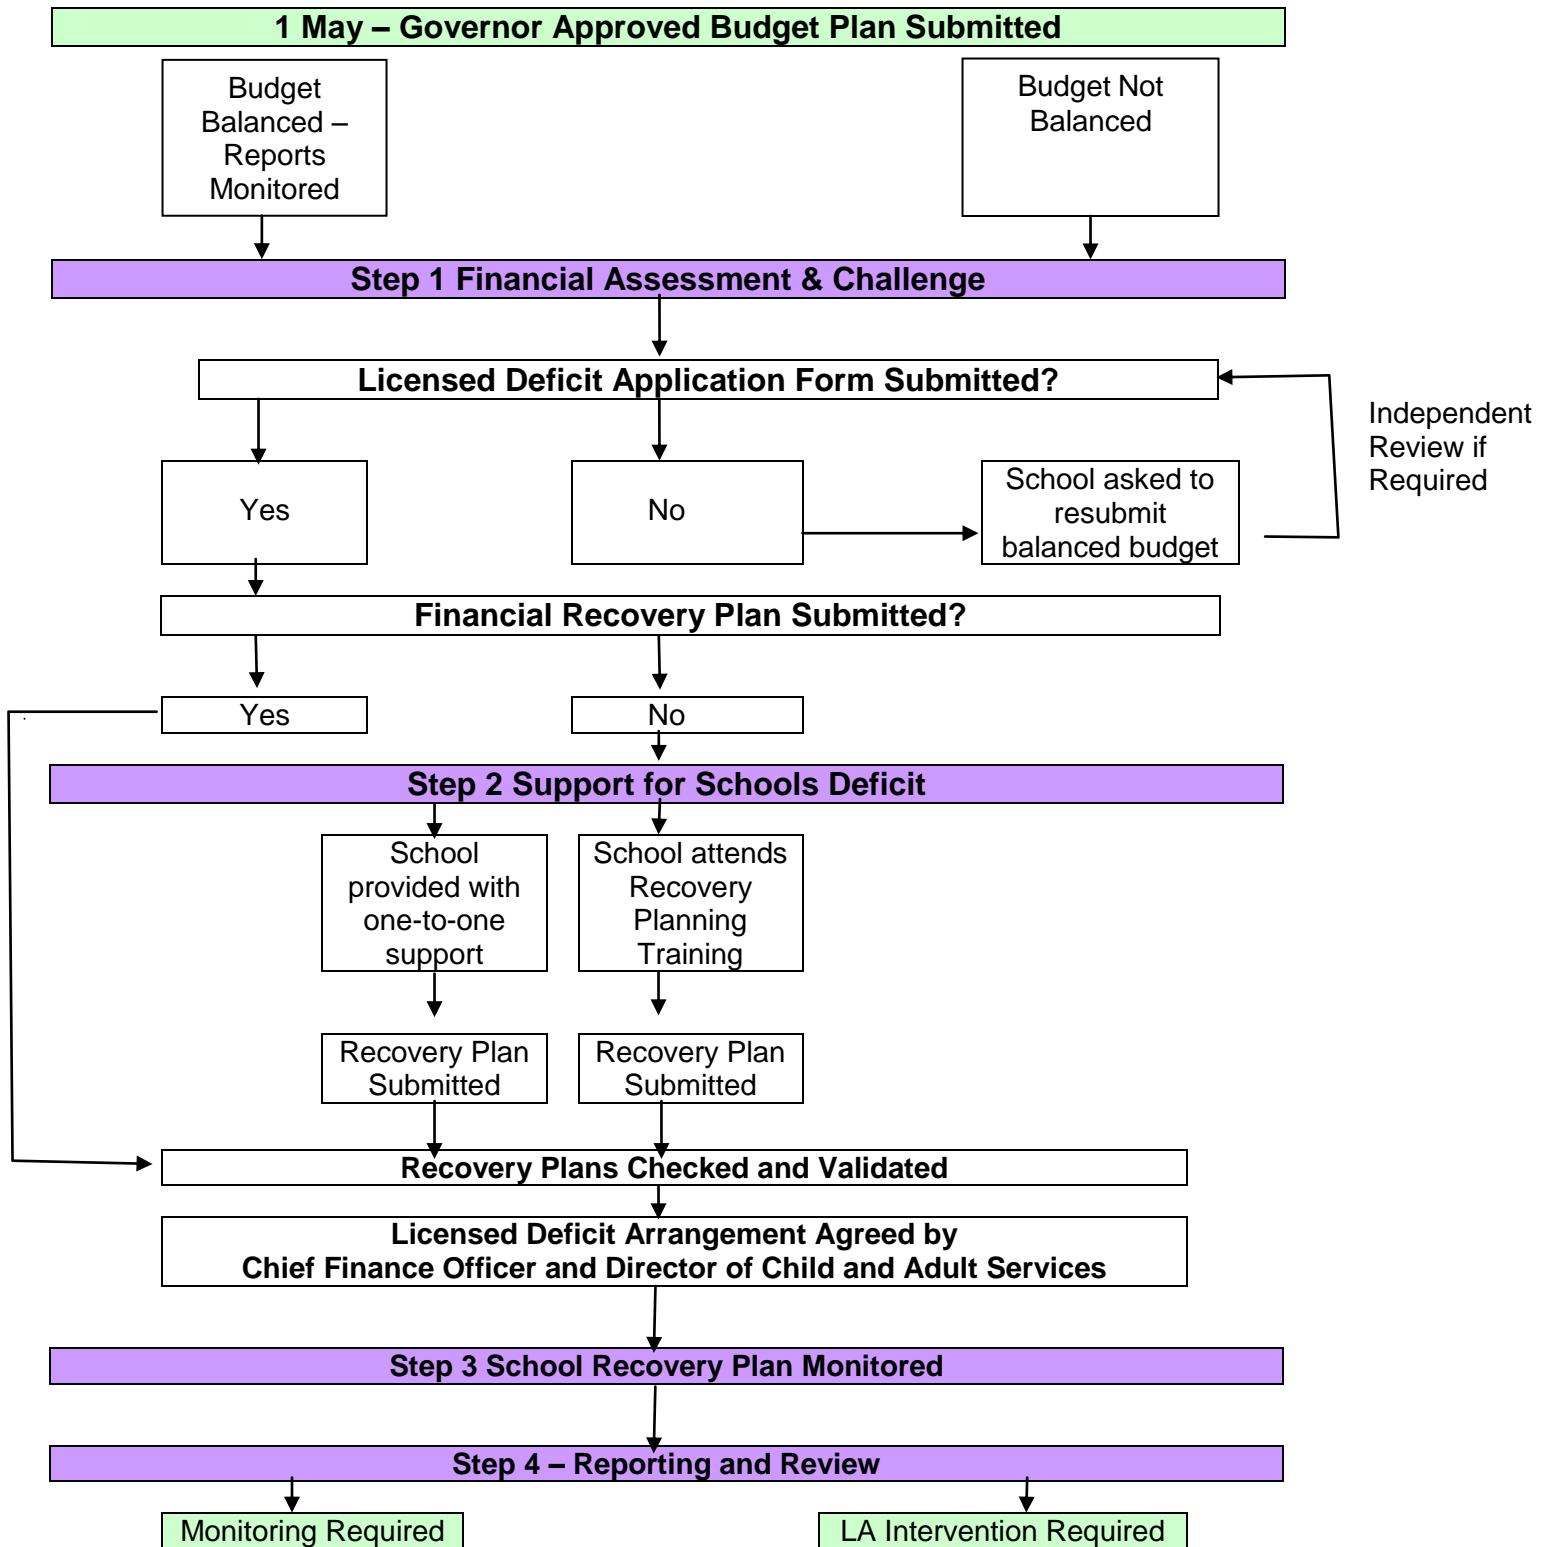 1 May – Governor Approved Budget Plan Submitted
Budget
Balanced –
Reports
Monitored
Budget Not
Balanced
Step 1 Financial Assessment & Challenge
Licensed Deficit Application Form Submitted?
Independent
Review if
Required
Yes
No
School asked to
resubmit
balanced budget
Financial Recovery Plan Submitted?
Yes
No
Step 2 Support for Schools Deficit
School
provided with
one-to-one
support
School attends
Recovery
Planning
Training
Recovery Plan
Submitted
Recovery Plan
Submitted
Recovery Plans Checked and Validated
Licensed Deficit Arrangement Agreed by
Chief Finance Officer and Director of Child and Adult Services
Step 3 School Recovery Plan Monitored
Step 4 – Reporting and Review
Monitoring Required
LA Intervention Required